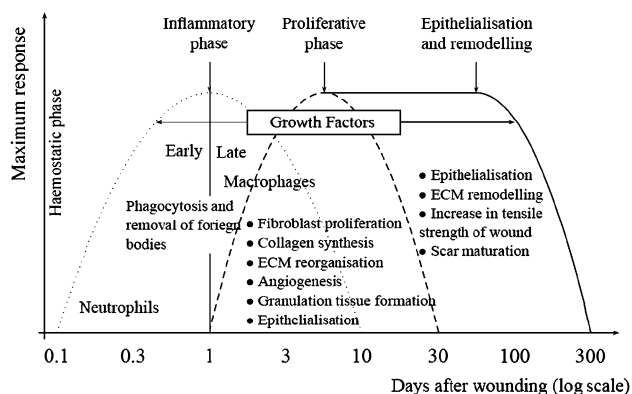 Inflammatory
phase
Proliferative
phase
Epithelialisation
and remodelling
Maximum response
Haemostatic phase
Growth Factors
Early
Late
Macrophages
Phagocytosis and
removal of foriegn
bodies
Neutrophils
● Fibroblast proliferation
● Collagen synthesis
● ECM reorganisation
● Angiogenesis
● Granulation tissue formation
● Epithelialisation
● Epithelialisation
● ECM remodelling
● Increase in tensile
strength of wound
● Scar maturation
0.1 0.3 1 3 10 30 100 300
Days after wounding (log scale)